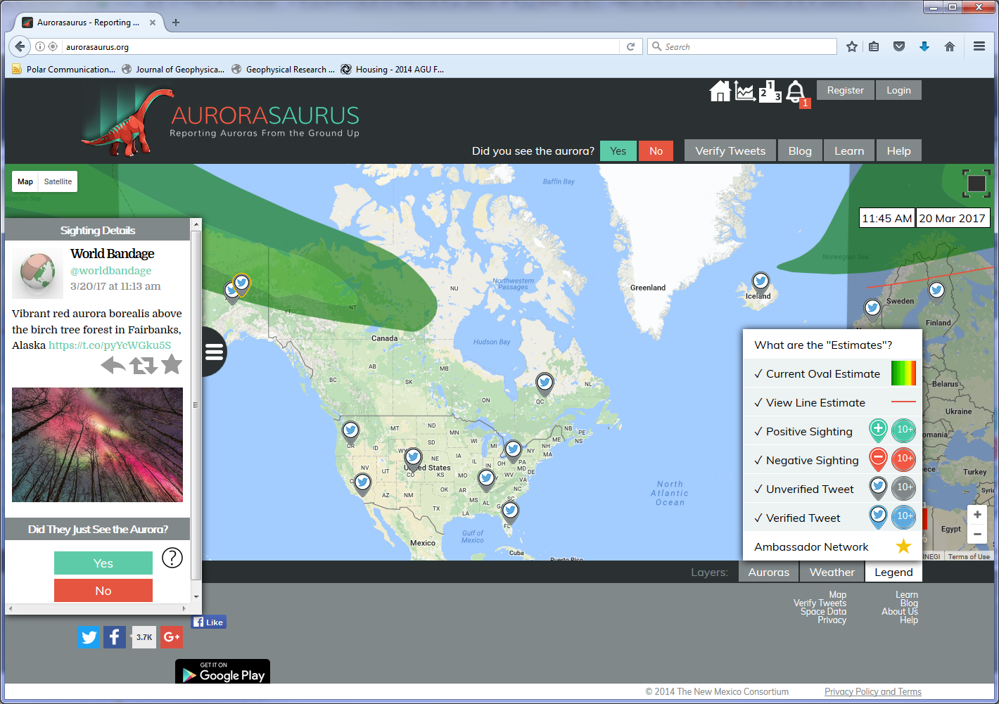 Aurorasaurus - Reporting ...
aurorasaurus.org
Search
Polar Communication...
Journal of Geophysica...
Geophysical Research ...
Housing - 2014 AGU F...
1
2
3
1
Register
Login
AURORASAURUS
Reporting Auroras From the Ground Up
Did you see the aurora?
Yes
No
Verify Tweets
Blog
Learn
Help
Map
Satellite
Baffin Bay
11:45 AM
20 Mar 2017
Norwegian Sea
Sighting Details
World Bandage
@worldbandage
3/20/17 at 11:13 am
Vibrant red aurora borealis above
the birch tree forest in Fairbanks,
Alaska https://t.co/pyYcWGku5S
Did They Just See the Aurora?
Yes
?
No
Greenland
Northwestern
Passages
NU
YT
NT
Iceland
Sweden
Finland
Canada
Hudson Bay
AB
MB
BC
SK
ON
QC
NL
Belarus
Ukraine
Turkey
Egypt
MT
ND
MN
OR
ID
SD
WI
MI
NB
PE
NS
ME
NH
MA
NY
PA
WY
IA
IL
IN
OH
NV
UT
CO
KS
MO
WV
VA
MD
DE
United States
CA
AZ
NM
OK
AR
NC
SC
MS
AL
TX
LA
FL
Gulf of
Mexico
Mexico
Cuba
Puerto Rico
North
Atlantic
Ocean
What are the "Estimates"?
✓ Current Oval Estimate
✓ View Line Estimate
✓ Positive Sighting
10+
✓ Negative Sighting
10+
✓ Unverified Tweet
10+
✓ Verified Tweet
10+
Ambassador Network
+
−
INEGI
Terms of Use
Layers:
Auroras
Weather
Legend
Map
Verify Tweets
Space Data
Privacy
Learn
Blog
About Us
Help
Like
3.7K
G+
GET IT ON
Google Play
© 2014 The New Mexico Consortium
Privacy Policy and Terms